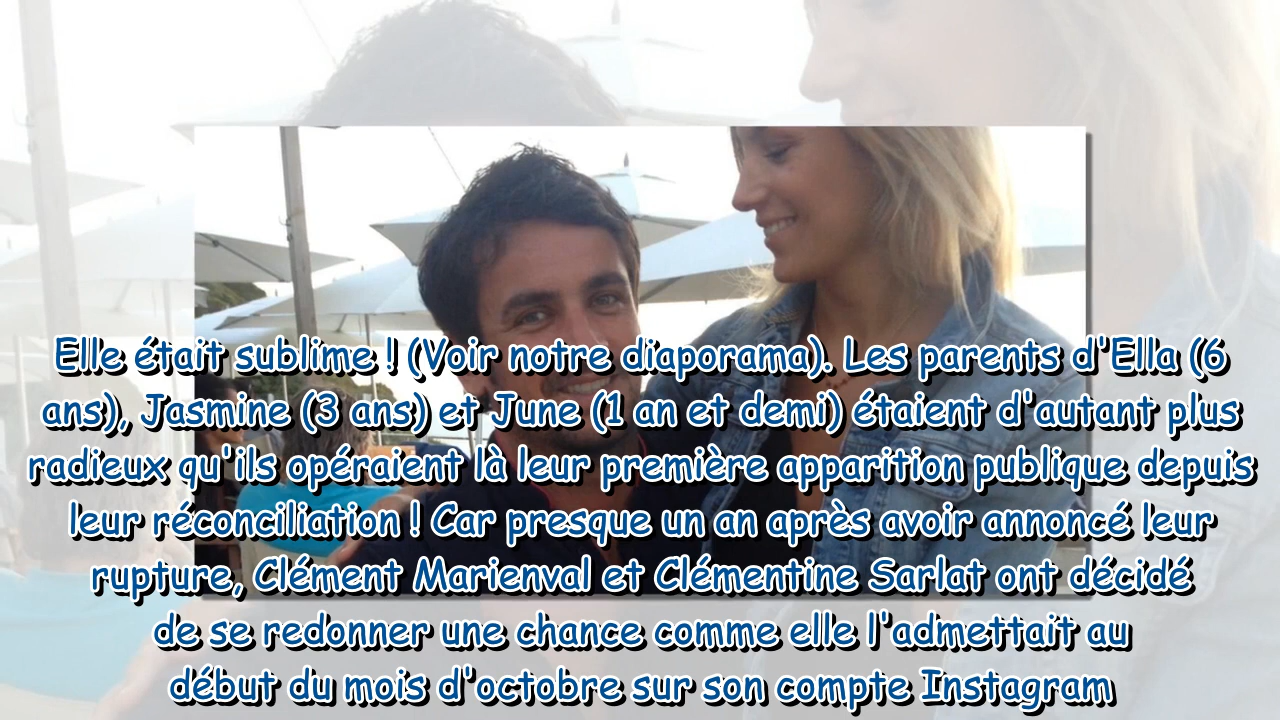 Elle était sublime ! (Voir notre diaporama). Les parents d'Ella (6
ans), Jasmine (3 ans) et June (1 an et demi) étaient d'autant plus
radieux qu'ils opéraient là leur première apparition publique depuis
leur réconciliation ! Car presque un an après avoir annoncé leur
rupture, Clément Marienval et Clémentine Sarlat ont décidé
de se redonner une chance comme elle l'admettait au
début du mois d'octobre sur son compte Instagram